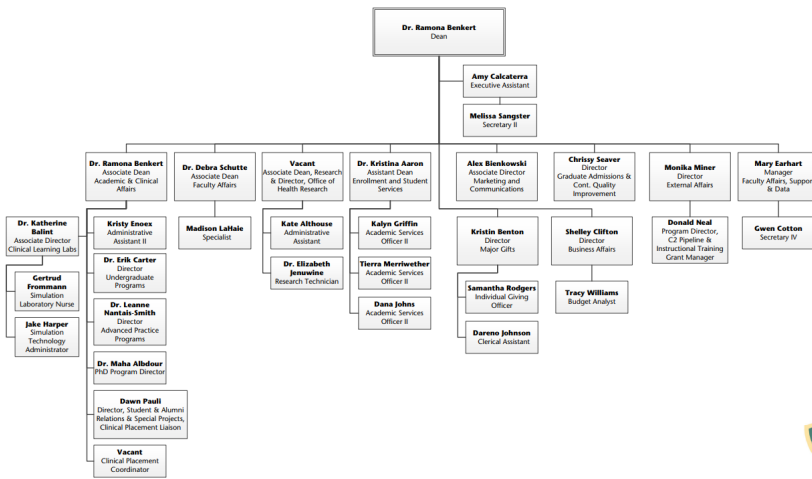 Dr. Ramona Benkert
Dean
Amy Calcaterra
Executive Assistant
Melissa Sangster
Secretary II
Dr. Ramona Benkert
Associate Dean
Academic & Clinical
Affairs
Dr. Debra Schutte
Associate Dean
Faculty Affairs
Vacant
Associate Dean, Research
& Director, Office of
Health Research
Dr. Kristina Aaron
Assistant Dean
Enrollment and Student
Services
Alex Bienkowski
Associate Director
Marketing and
Communications
Chrissy Seaver
Director
Graduate Admissions &
Cont. Quality
Improvement
Monika Miner
Director
External Affairs
Mary Earhart
Manager
Faculty Affairs, Support
& Data
Dr. Katherine
Balint
Associate Director
Clinical Learning Labs
Gertrud
Frommann
Simulation
Laboratory Nurse
Jake Harper
Simulation
Technology
Administrator
Kristy Enoex
Administrative
Assistant II
Dr. Erik Carter
Director
Undergraduate
Programs
Dr. Leanne
Nantais-Smith
Director
Advanced Practice
Programs
Dr. Maha Albdour
PhD Program Director
Dawn Pauli
Director, Student & Alumni
Relations & Special Projects,
Clinical Placement Liaison
Vacant
Clinical Placement
Coordinator
Madison LaHaie
Specialist
Kate Althouse
Administrative
Assistant
Dr. Elizabeth
Jenuwine
Research Technician
Kalyn Griffin
Academic Services
Officer II
Tierra Merriwether
Academic Services
Officer II
Dana Johns
Academic Services
Officer II
Kristin Benton
Director
Major Gifts
Samantha Rodgers
Individual Giving
Officer
Dareno Johnson
Clerical Assistant
Shelley Clifton
Director
Business Affairs
Tracy Williams
Budget Analyst
Donald Neal
Program Director,
C2 Pipeline &
Instructional Training
Grant Manager
Gwen Cotton
Secretary IV